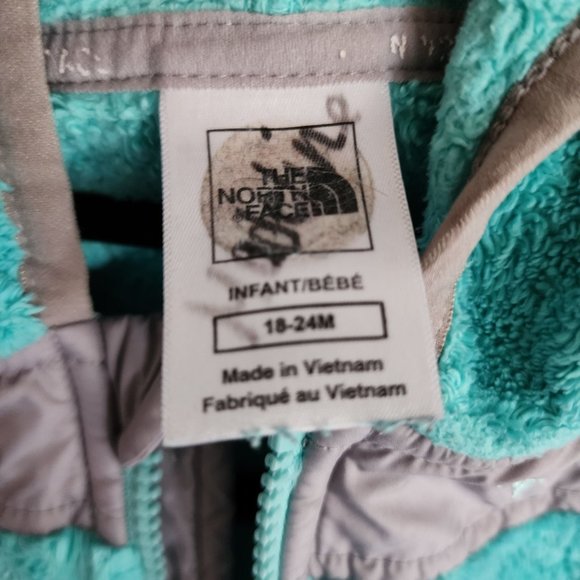 THE
NORTH
FACE
INFANT/BÉBÉ
18-24M
Made in Vietnam
Fabriqué au Vietnam